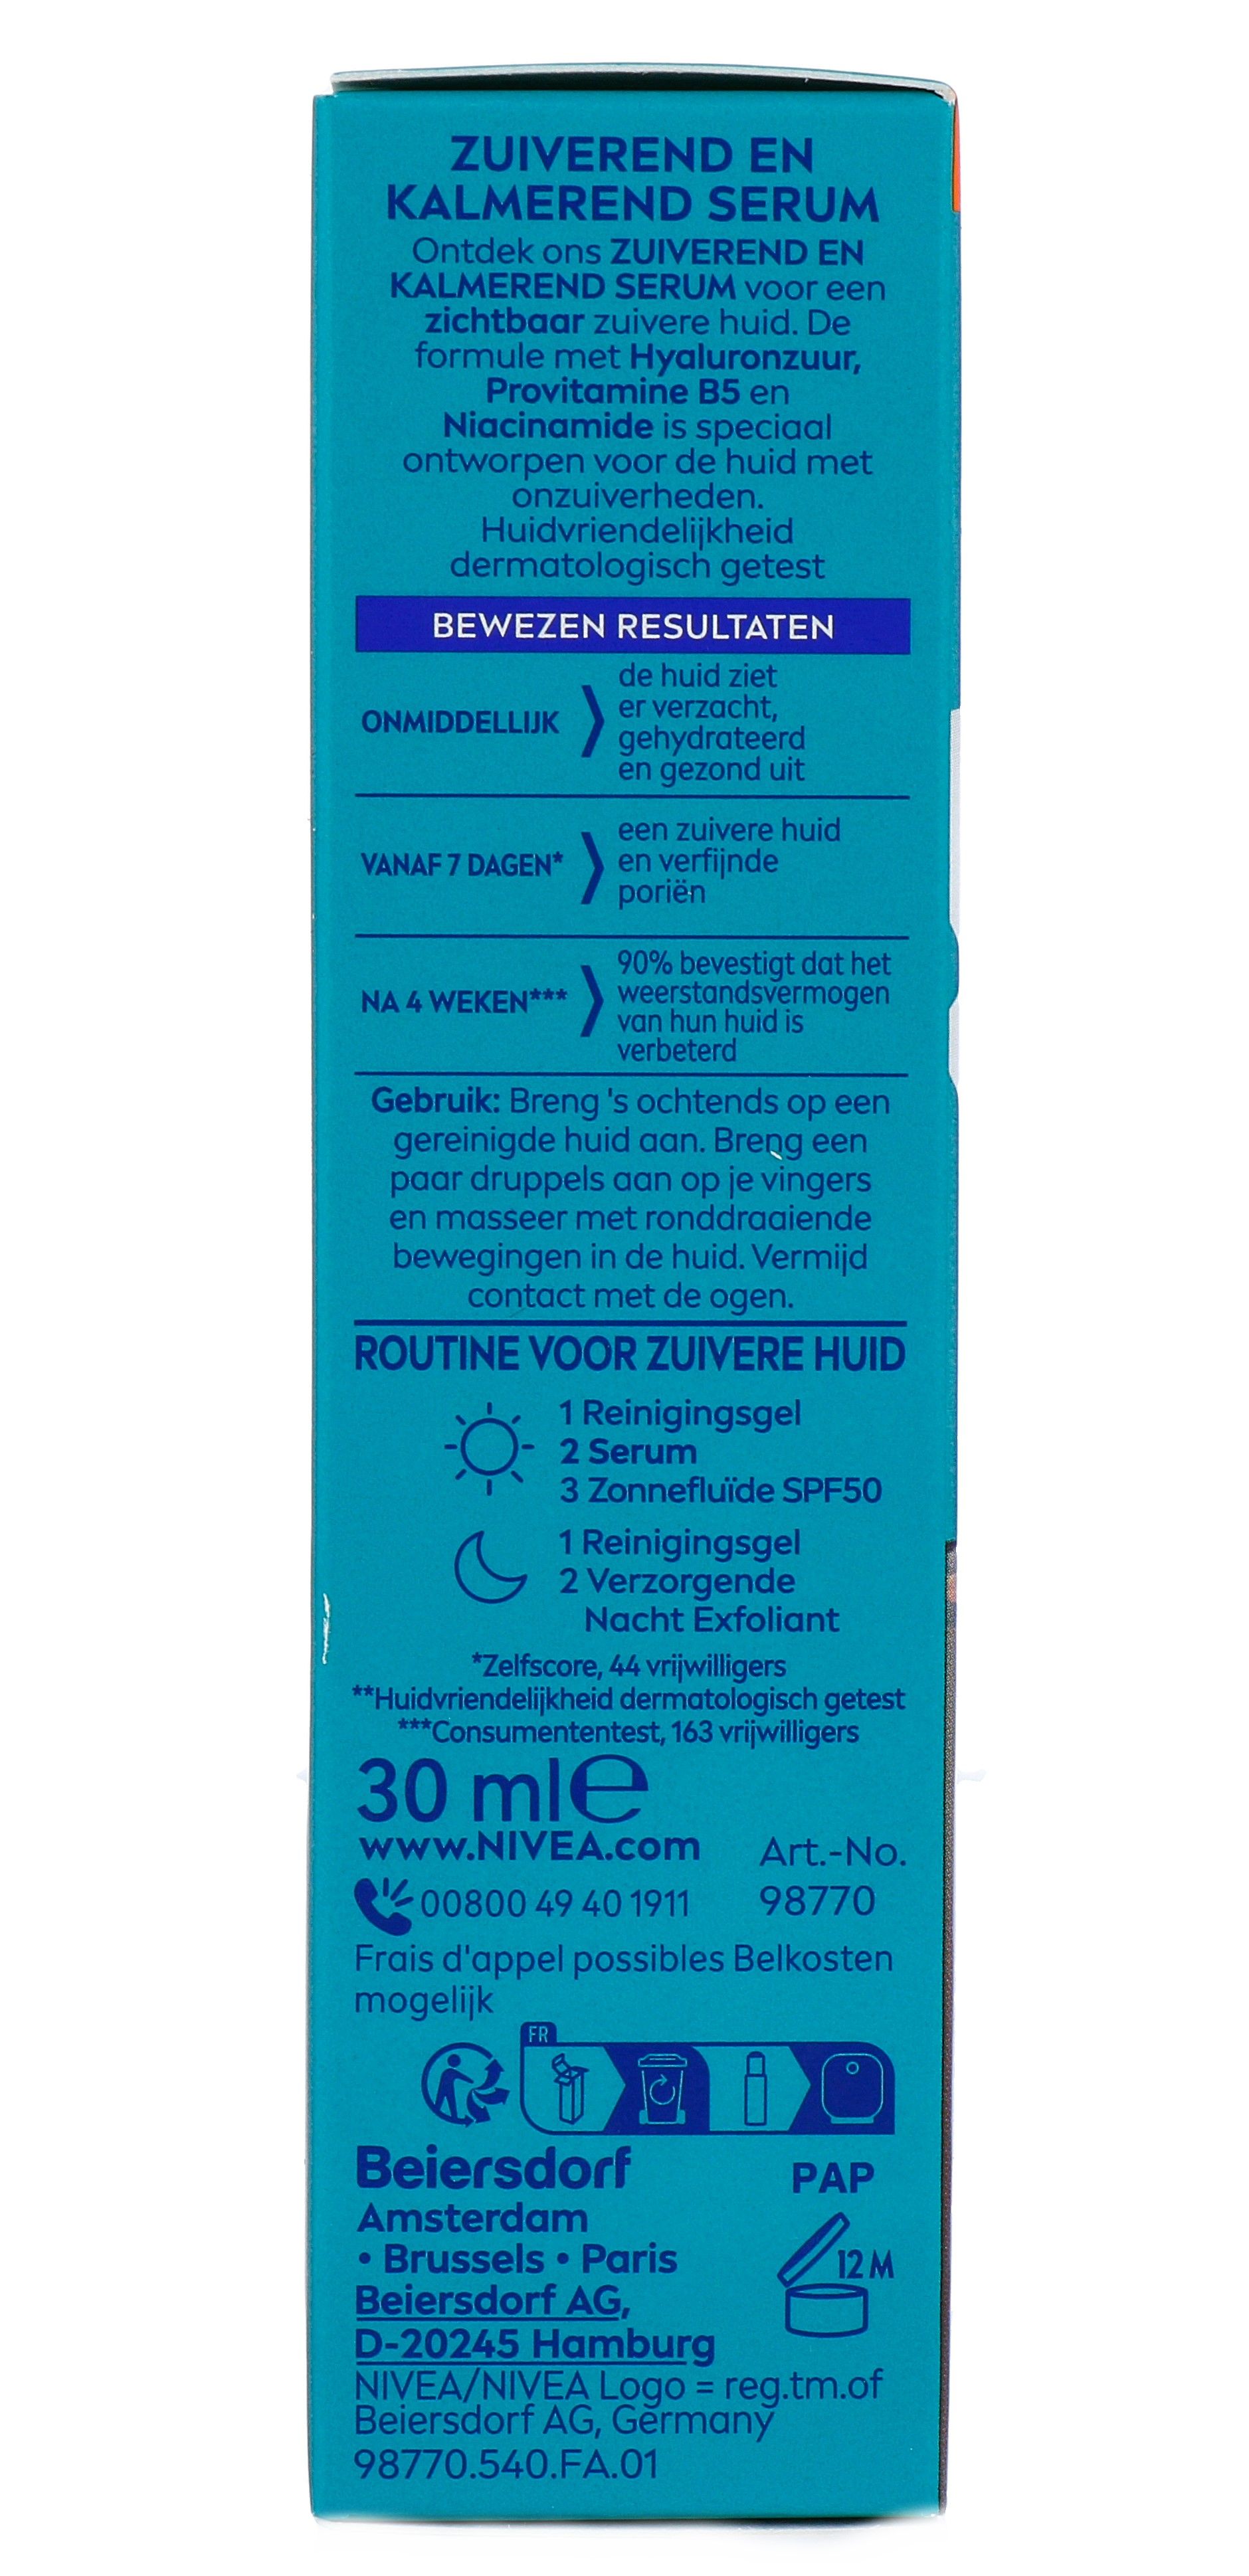 ZUIVEREND EN
KALMEREND SERUM
Ontdek ons ZUIVEREND EN
KALMEREND SERUM voor een
zichtbaar zuivere huid. De
formule met Hyaluronzuur,
Provitamine B5 en
Niacinamide is speciaal
ontworpen voor de huid met
onzuiverheden.
Huidvriendelijkheid
dermatologisch getest
BEWEZEN RESULTATEN
ONMIDDELLIJK
de huid ziet
er verzacht,
gehydrateerd
en gezond uit
VANAF 7 DAGEN*
een zuivere huid
en verfijnde
poriën
NA 4 WEKEN***
90% bevestigt dat het
weerstandsvermogen
van hun huid is
verbeterd
Gebruik: Breng 's ochtends op een
gereinigde huid aan. Breng een
paar druppels aan op je vingers
en masseer met ronddraaiende
bewegingen in de huid. Vermijd
contact met de ogen.
ROUTINE VOOR ZUIVERE HUID
1 Reinigingsgel
2 Serum
3 Zonnefluïde SPF50
1 Reinigingsgel
2 Verzorgende
Nacht Exfoliant
*Zelfscore, 44 vrijwilligers
**Huidvriendelijkheid dermatologisch getest
***Consumententest, 163 vrijwilligers
30 ml e
www.NIVEA.com
Art.-No.
00800 49 40 1911
98770
Frais d'appel possibles Belkosten
mogelijk
FR
Beiersdorf
PAP
Amsterdam
• Brussels • Paris
12 M
Beiersdorf AG,
D-20245 Hamburg
NIVEA/NIVEA Logo = reg.tm.of
Beiersdorf AG, Germany
98770.540.FA.01